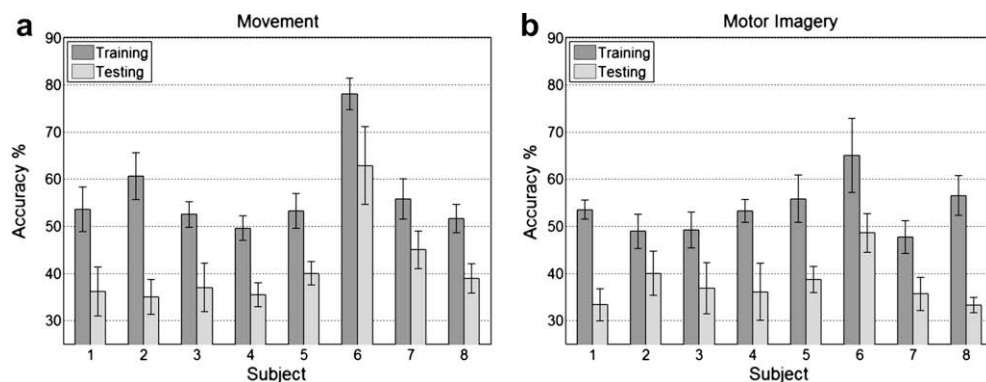 a
Movement
90
80
70
60
50
40
30
Accuracy %
Training
Testing
1 2 3 4 5 6 7 8
Subject
b
Motor Imagery
90
80
70
60
50
40
30
Accuracy %
Training
Testing
1 2 3 4 5 6 7 8
Subject